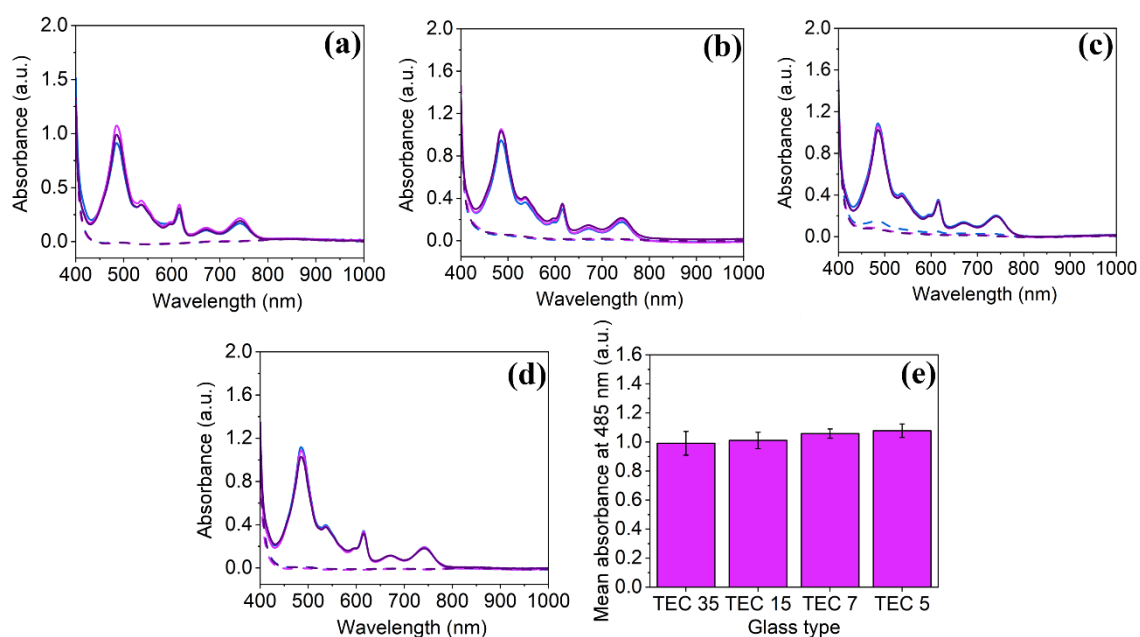 (a)
2.0
1.5
1.0
0.5
0.0
Absorbance (a.u.)
400 500 600 700 800 900 1000
Wavelength (nm)
(b)
2.0
1.6
1.2
0.8
0.4
0.0
Absorbance (a.u.)
400 500 600 700 800 900 1000
Wavelength (nm)
(c)
2.0
1.6
1.2
0.8
0.4
0.0
Absorbance (a.u.)
400 500 600 700 800 900 1000
Wavelength (nm)
(d)
2.0
1.6
1.2
0.8
0.4
0.0
Absorbance (a.u.)
400 500 600 700 800 900 1000
Wavelength (nm)
(e)
1.6
1.4
1.2
1.0
0.8
0.6
0.4
0.2
0.0
Mean absorbance at 485 nm (a.u.)
TEC 35 TEC 15 TEC 7 TEC 5
Glass type